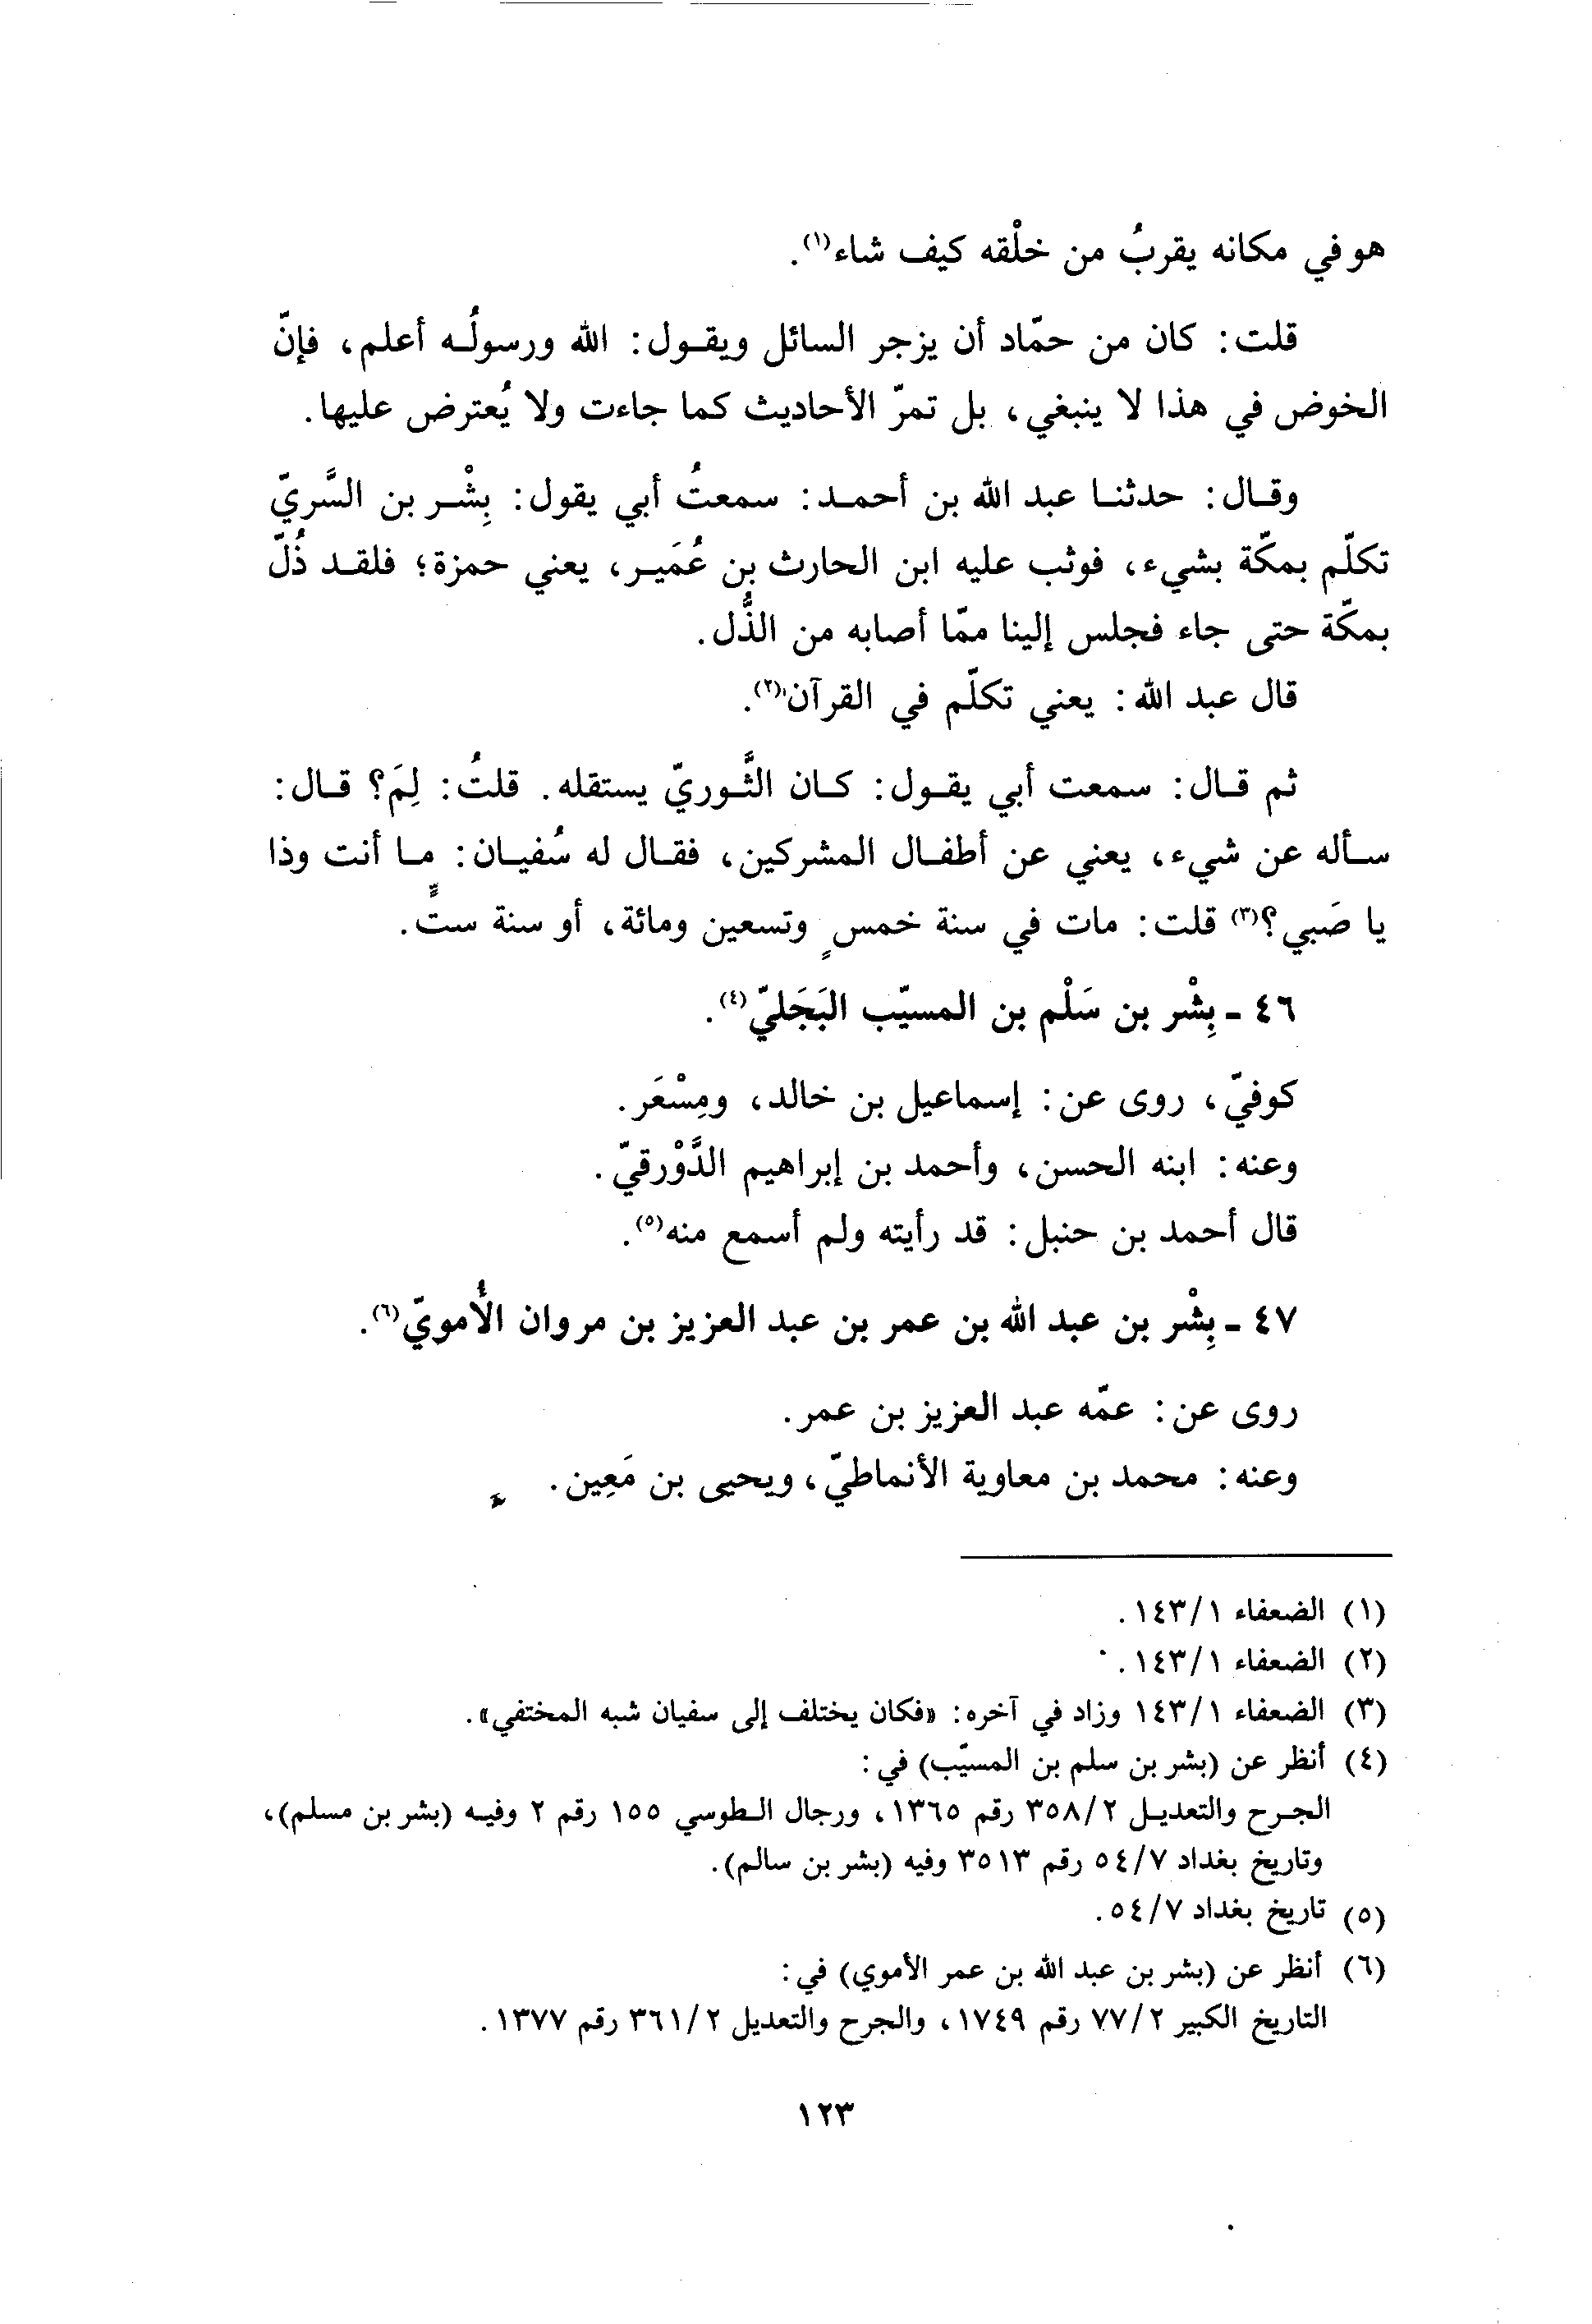 هو في مكانه يقربُ من خلْقه كيف شاء(١).
قلت: كان من حمّاد أن يزجر السائل ويقول: الله ورسولُه أعلم، فإنّ
الخوض في هذا لا ينبغي، بل تمرّ الأحاديث كما جاءت ولا يُعترض عليها.
وقال: حدثنا عبد الله بن أحمد: سمعتُ أبي يقول: بِشْر بن السَّريّ
تكلّم بمكّة بشيء، فوثب عليه ابن الحارث بن عُمَير، يعني حمزة؛ فلقد ذُلّ
بمكّة حتى جاء فجلس إلينا ممّا أصابه من الذُّل.
قال عبد الله: يعني تكلّم في القرآن(٢).
ثم قال: سمعت أبي يقول: كان الثَّوريّ يستقله. قلتُ: لِمَ؟ قال:
سأله عن شيء، يعني عن أطفال المشركين، فقال له سُفيان: ما أنت وذا
يا صَبي؟(٣) قلت: مات في سنة خمسٍ وتسعين ومائة، أو سنة ستٍّ.
٤٦ - بِشْر بن سَلْم بن المسيّب البَجَليّ(٤).
كوفيّ، روى عن: إسماعيل بن خالد، ومِسْعَر.
وعنه: ابنه الحسن، وأحمد بن إبراهيم الدَّوْرقيّ.
قال أحمد بن حنبل: قد رأيته ولم أسمع منه(٥).
٤٧ - بِشْر بن عبد الله بن عمر بن عبد العزيز بن مروان الأُمويّ(٦).
روى عن: عمّه عبد العزيز بن عمر.
وعنه: محمد بن معاوية الأنماطيّ، ويحيى بن مَعِين.
(١) الضعفاء ١/١٤٣.
(٢) الضعفاء ١/١٤٣.
(٣) الضعفاء ١/١٤٣ وزاد في آخره: «فكان يختلف إلى سفيان شبه المختفي».
(٤) أنظر عن (بشر بن سلم بن المسيّب) في:
الجرح والتعديل ٢/٣٥٨ رقم ١٣٦٥، ورجال الطوسي ١٥٥ رقم ٢ وفيه (بشر بن مسلم)،
وتاريخ بغداد ٧/٥٤ رقم ٣٥١٣ وفيه (بشر بن سالم).
(٥) تاريخ بغداد ٧/٥٤.
(٦) أنظر عن (بشر بن عبد الله بن عمر الأموي) في:
التاريخ الكبير ٢/٧٧ رقم ١٧٤٩، والجرح والتعديل ٢/٣٦١ رقم ١٣٧٧.
١٢٣